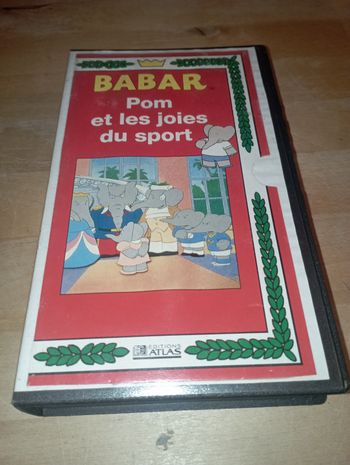 BABAR
Pom
et les joies
du sport
EDITIONS
ATLAS